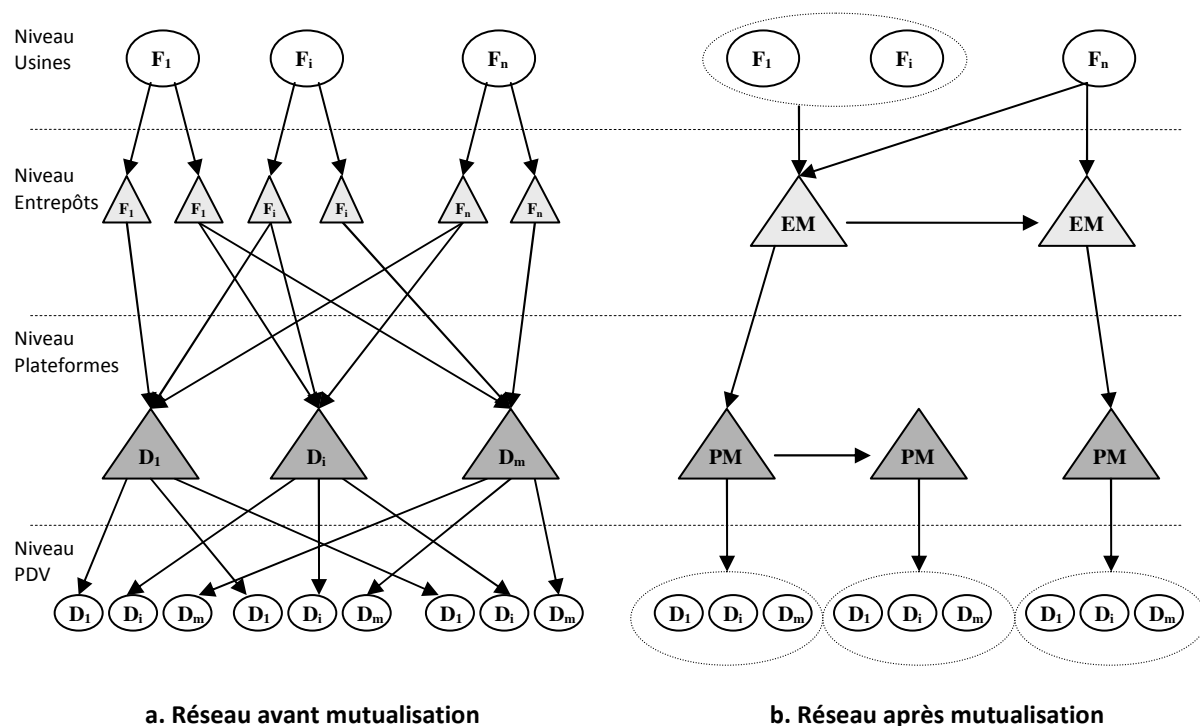 Niveau
Usines
F₁ Fᵢ Fₙ F₁ Fᵢ Fₙ
Niveau
Entrepôts
F₁ F₁ Fᵢ Fᵢ Fₙ Fₙ EM EM
Niveau
Plateformes
D₁ Dᵢ Dₘ PM PM PM
Niveau
PDV
D₁ Dᵢ Dₘ D₁ Dᵢ Dₘ D₁ Dᵢ Dₘ D₁ Dᵢ Dₘ D₁ Dᵢ Dₘ D₁ Dᵢ Dₘ
a. Réseau avant mutualisation
b. Réseau après mutualisation